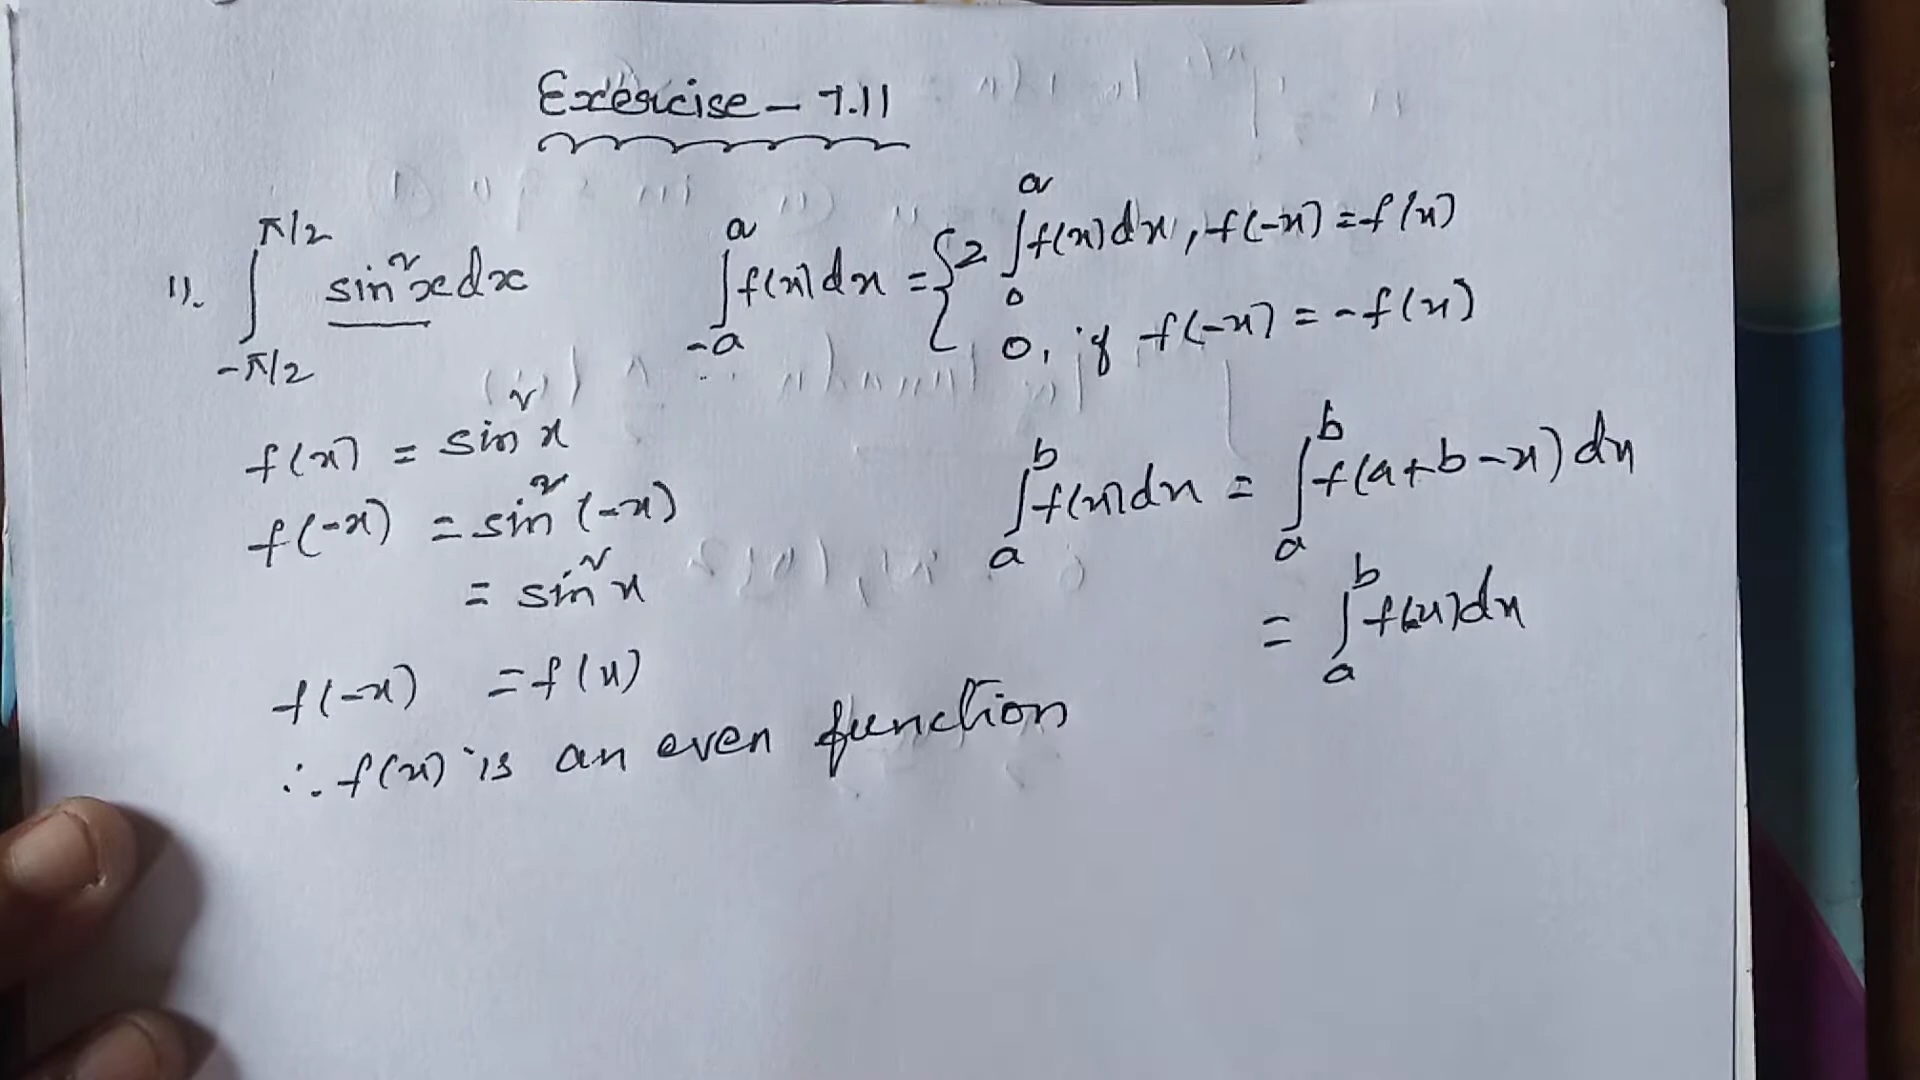 Exercise - 7.11
11). ∫_{-π/2}^{π/2} sin²x dx
∫_{-a}^{a} f(x) dx = { 2 ∫_{0}^{a} f(x) dx, f(-x) = f(x)
0, if f(-x) = -f(x)
f(x) = sin²x
f(-x) = sin²(-x)
= sin²x
f(-x) = f(x)
∴ f(x) is an even function
∫_{a}^{b} f(x) dx = ∫_{a}^{b} f(a+b-x) dx
= ∫_{a}^{b} f(x) dx